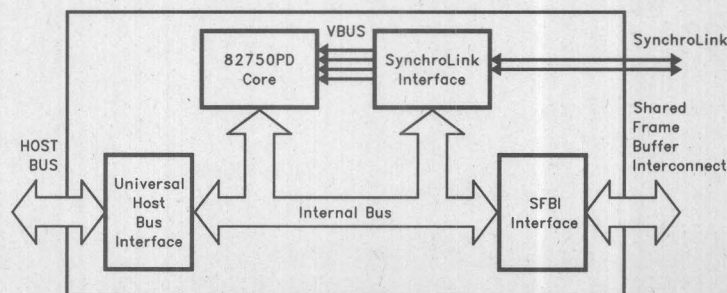 VBUS
82750PD
Core
SynchroLink
Interface
SynchroLink
Shared
Frame
Buffer
Interconnect
HOST
BUS
Universal
Host
Bus
Interface
Internal Bus
SFBI
Interface